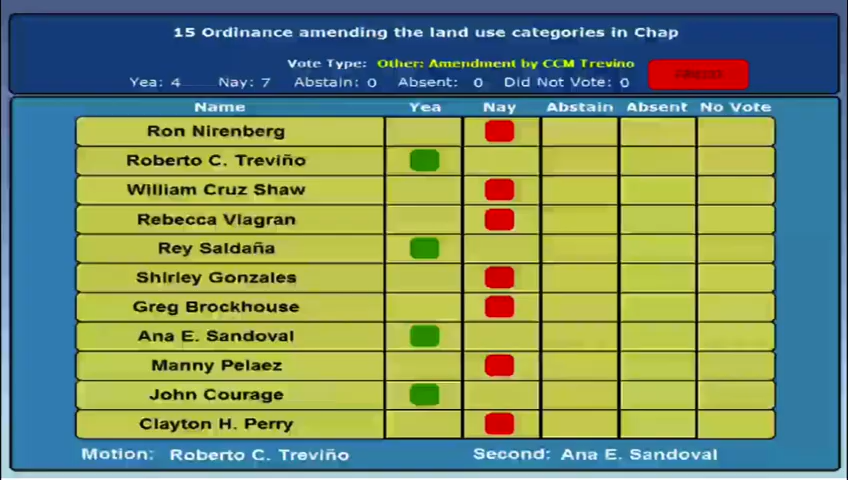 15 Ordinance amending the land use categories in Chap
Vote Type: Other: Amendment by CCM Trevino
Yea: 4 Nay: 7 Abstain: 0 Absent: 0 Did Not Vote: 0
Name Yea Nay Abstain Absent No Vote
Ron Nirenberg
Roberto C. Treviño
William Cruz Shaw
Rebecca Viagran
Rey Saldaña
Shirley Gonzales
Greg Brockhouse
Ana E. Sandoval
Manny Pelaez
John Courage
Clayton H. Perry
Motion: Roberto C. Treviño Second: Ana E. Sandoval